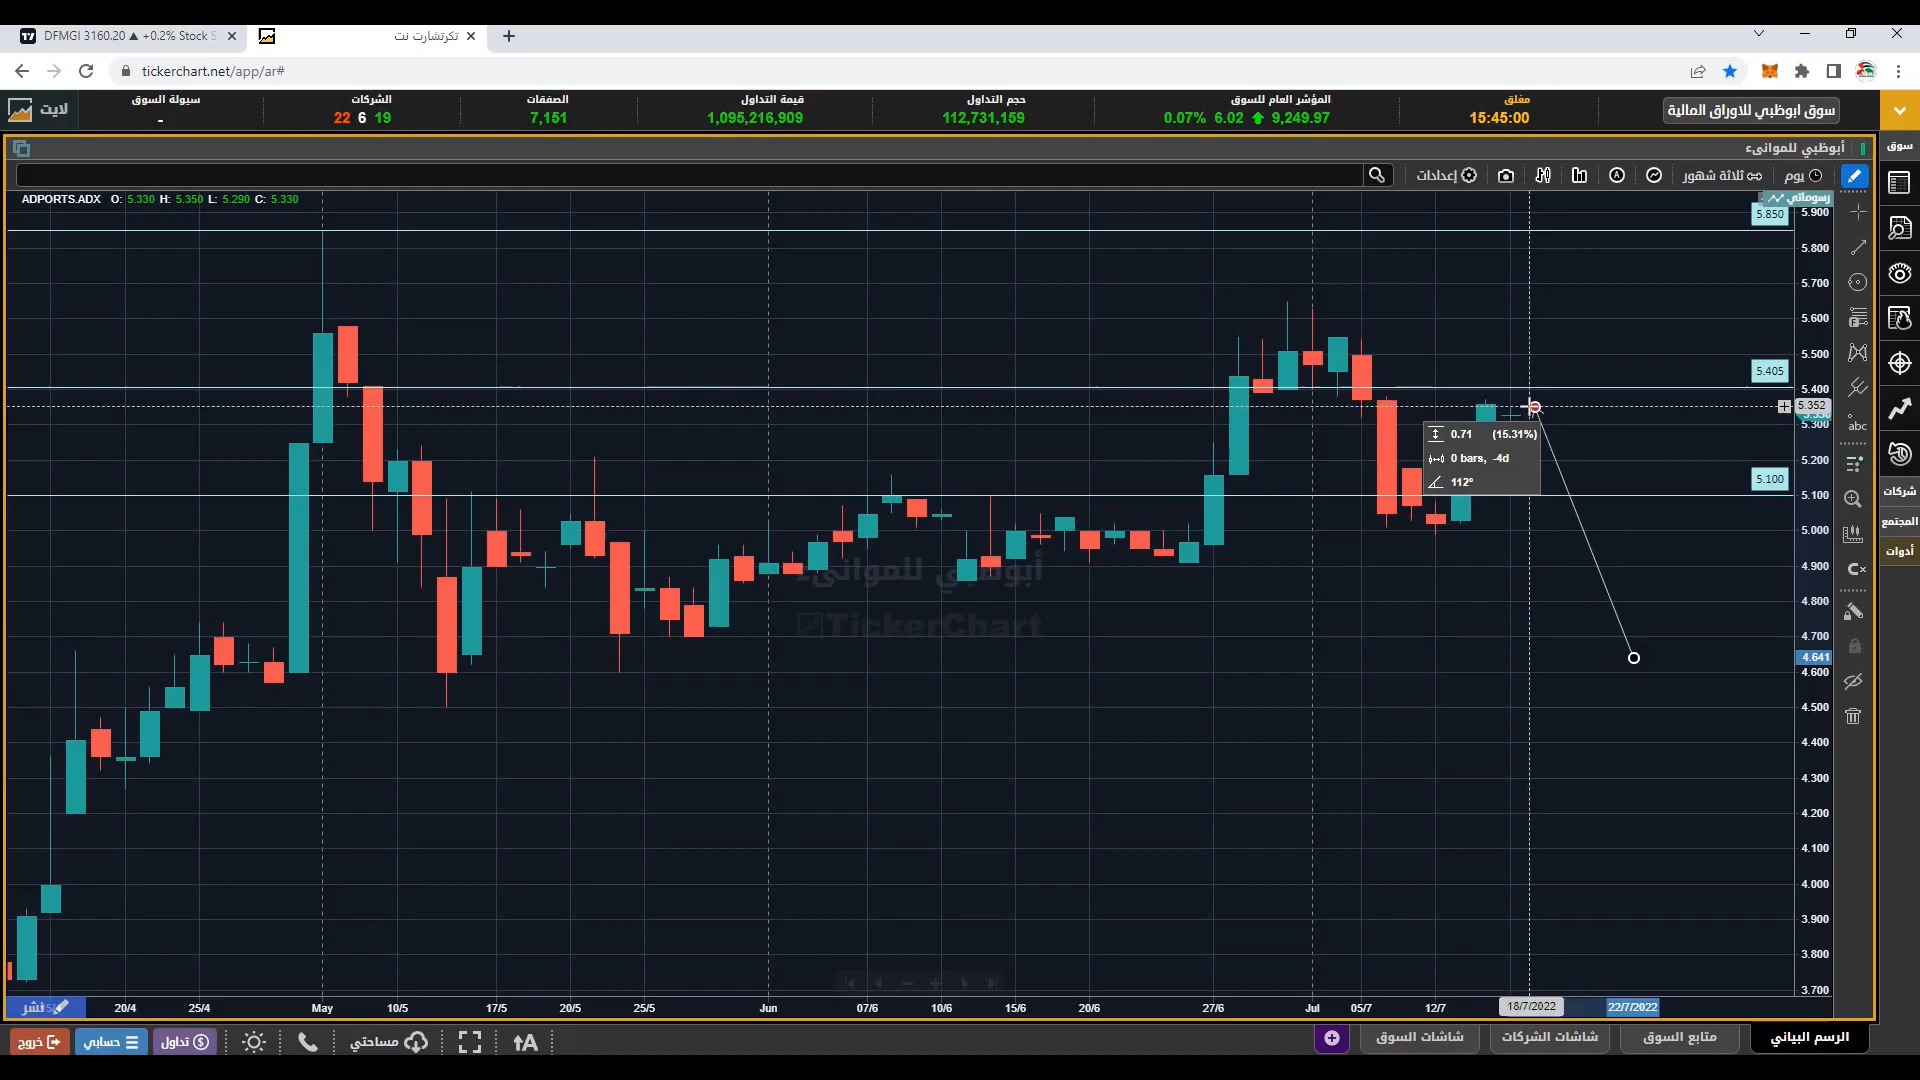 DFMGI 3160.20 ▲ +0.2% Stock S
تكرتشارت نت
tickerchart.net/app/ar#
لايت
سيولة السوق
-
الشركات
22 6 19
الصفقات
7,151
قيمة التداول
1,095,216,909
حجم التداول
112,731,159
المؤشر العام للسوق
0.07% 6.02 9,249.97
مغلق
15:45:00
سوق ابوظبي للاوراق المالية
أبوظبي للموانىء
سوق
إعدادات
ثلاثة شهور
يوم
رسوماتي
ADPORTS.ADX O: 5.330 H: 5.350 L: 5.290 C: 5.330
5.850
5.900
5.800
5.700
5.600
5.500
5.405
5.400
5.352
5.300
abc
0.71 (15.31%)
0 bars, -4d
112°
5.200
5.100
5.100
5.000
4.900
4.800
4.700
4.641
4.600
4.500
4.400
4.300
4.200
4.100
4.000
3.900
3.800
3.700
شركات
المجتمع
أدوات
أبوظبي للموانىء
TickerChart
نشر
20/4 25/4 May 10/5 17/5 20/5 25/5 Jun 07/6 10/6 15/6 20/6 27/6 Jul 05/7 12/7 18/7/2022 22/7/2022
خروج
حسابي
تداول
مساحتي
شاشات السوق
شاشات الشركات
متابع السوق
الرسم البياني